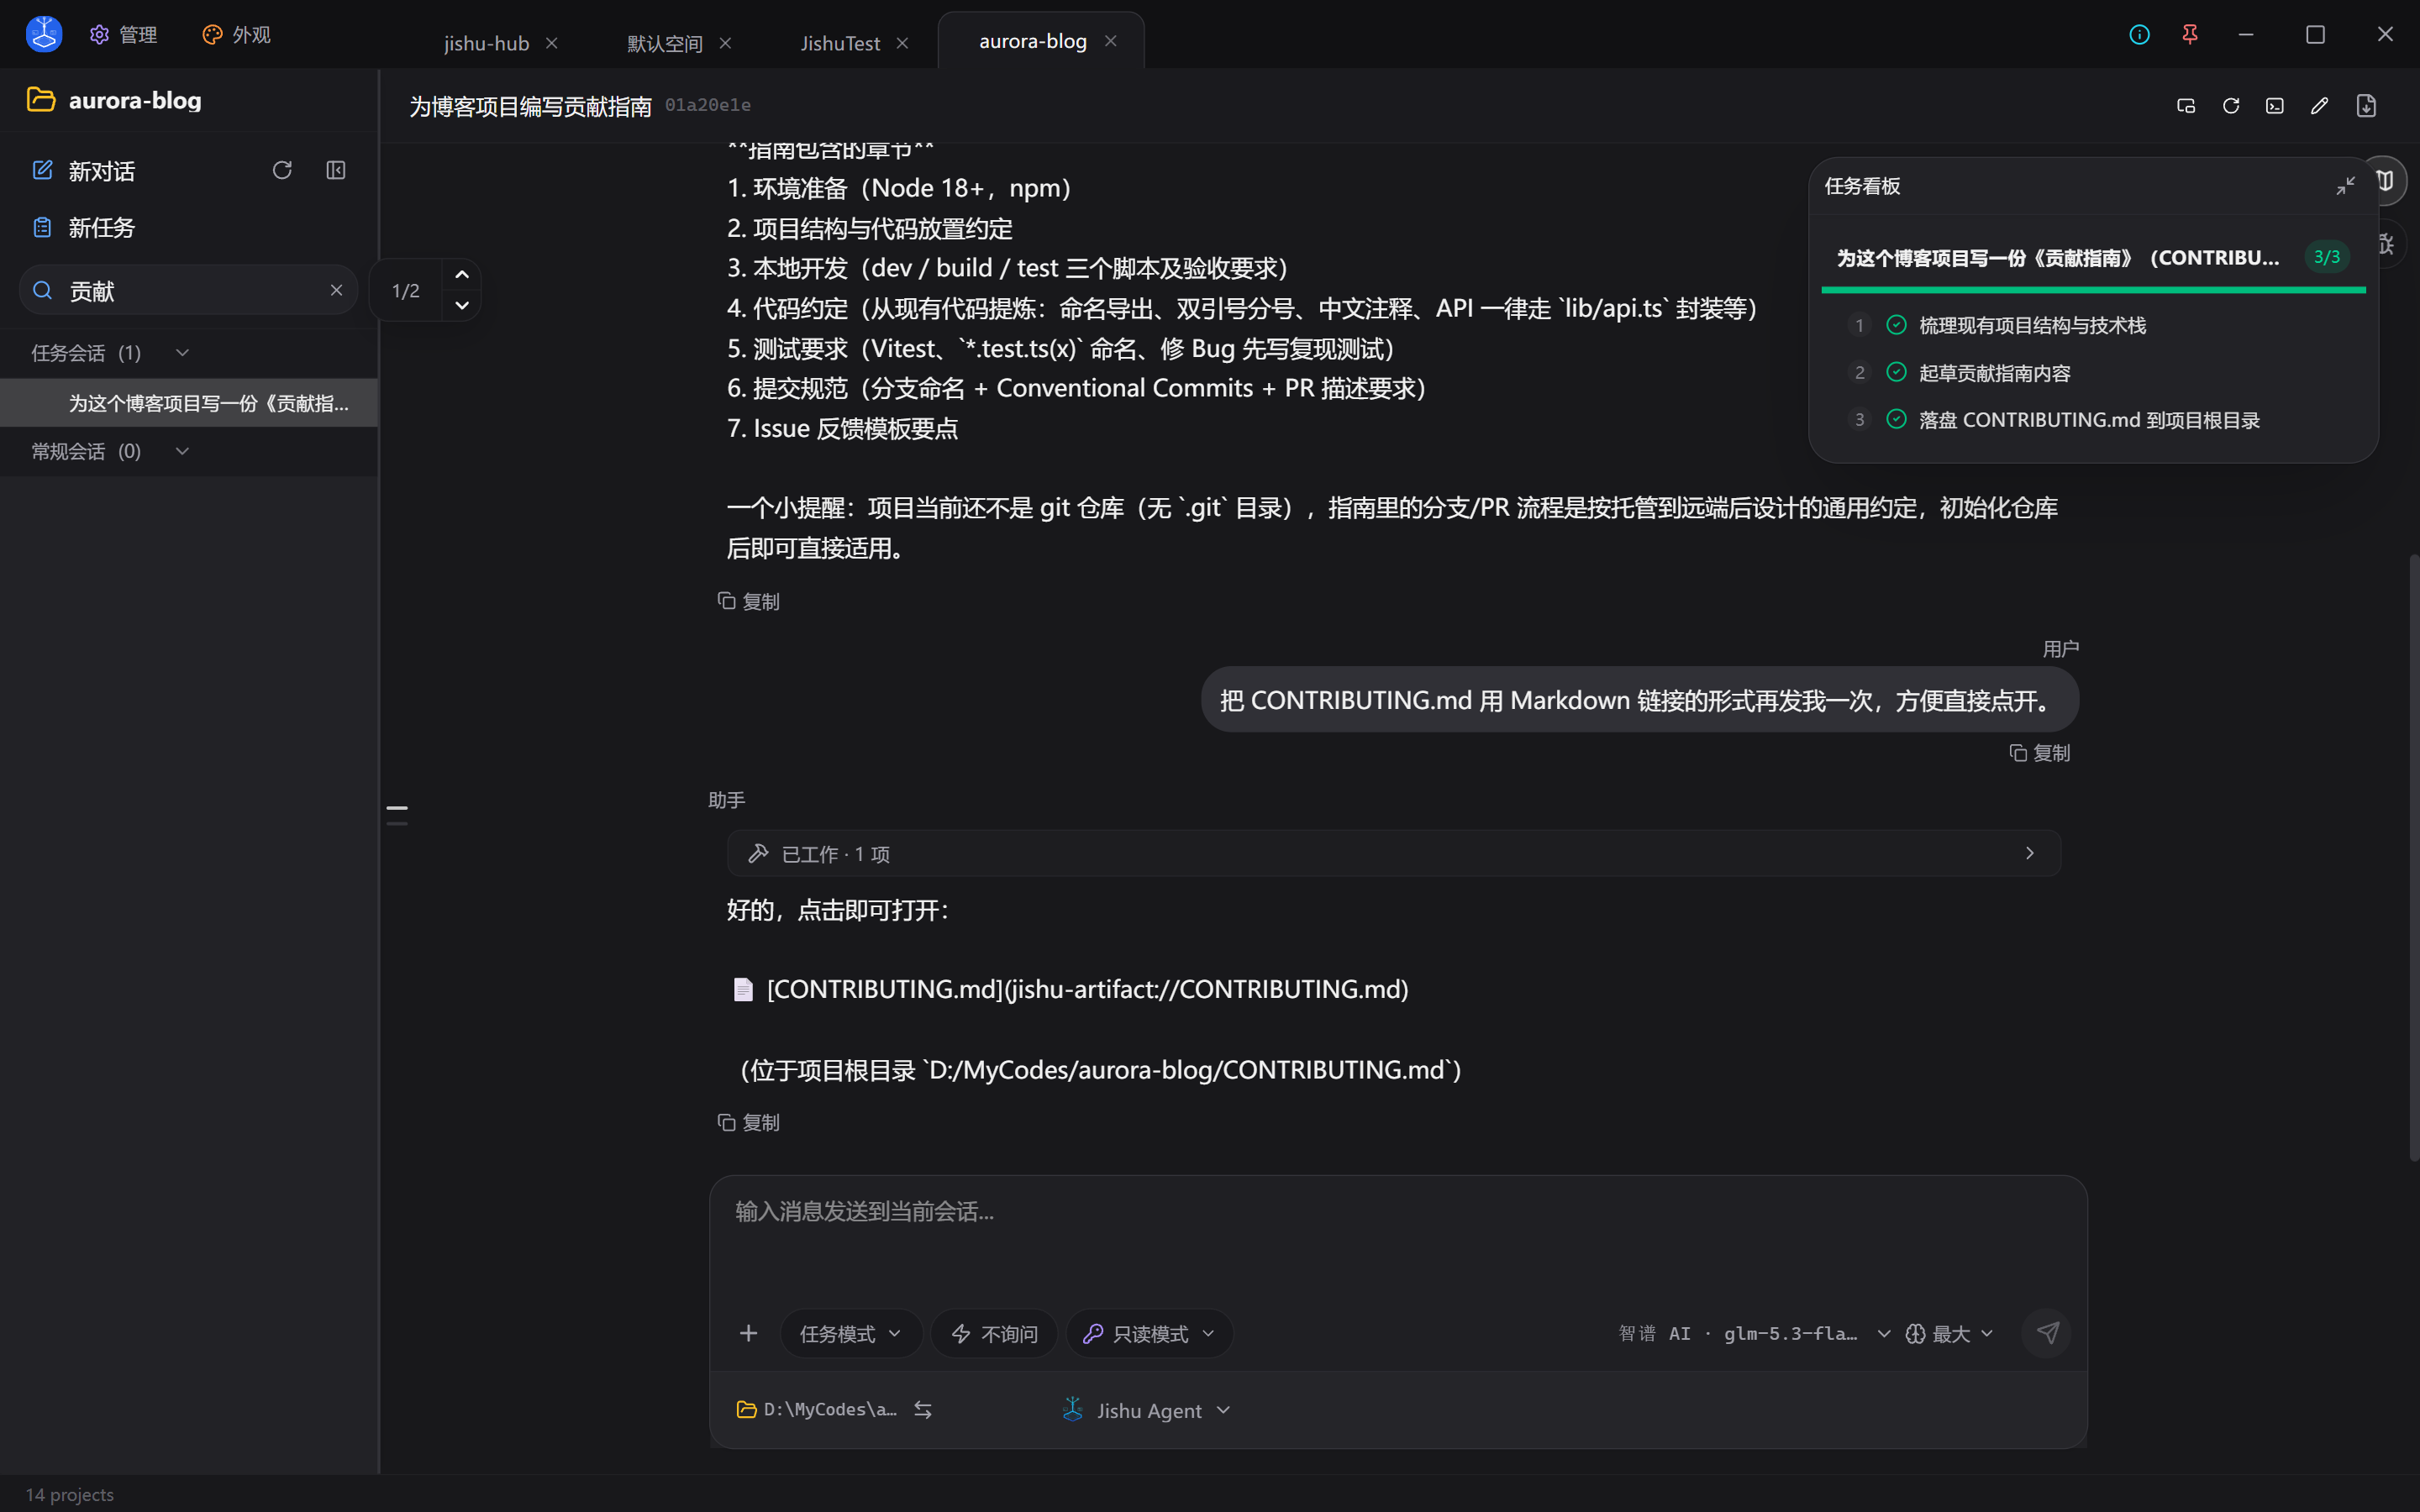 管理
外观
jishu-hub
默认空间
JishuTest
aurora-blog
aurora-blog
新对话
新任务
贡献
1/2
任务会话 (1)
为这个博客项目写一份《贡献指...
常规会话 (0)
14 projects
为博客项目编写贡献指南 01a20e1e
**指南包含的章节**
1. 环境准备（Node 18+，npm）
2. 项目结构与代码放置约定
3. 本地开发（dev / build / test 三个脚本及验收要求）
4. 代码约定（从现有代码提炼：命名导出、双引号分号、中文注释、API 一律走 `lib/api.ts` 封装等）
5. 测试要求（Vitest、`*.test.ts(x)` 命名、修 Bug 先写复现测试）
6. 提交规范（分支命名 + Conventional Commits + PR 描述要求）
7. Issue 反馈模板要点
一个小提醒：项目当前还不是 git 仓库（无 `.git` 目录），指南里的分支/PR 流程是按托管到远端后设计的通用约定，初始化仓库
后即可直接适用。
复制
用户
把 CONTRIBUTING.md 用 Markdown 链接的形式再发我一次，方便直接点开。
复制
助手
已工作 · 1 项
好的，点击即可打开：
[CONTRIBUTING.md](jishu-artifact://CONTRIBUTING.md)
（位于项目根目录 `D:/MyCodes/aurora-blog/CONTRIBUTING.md`）
复制
任务看板
为这个博客项目写一份《贡献指南》（CONTRIBU... 3/3
1 梳理现有项目结构与技术栈
2 起草贡献指南内容
3 落盘 CONTRIBUTING.md 到项目根目录
输入消息发送到当前会话...
任务模式
不询问
只读模式
智谱 AI · glm-5.3-fla...
最大
D:\MyCodes\a...
Jishu Agent